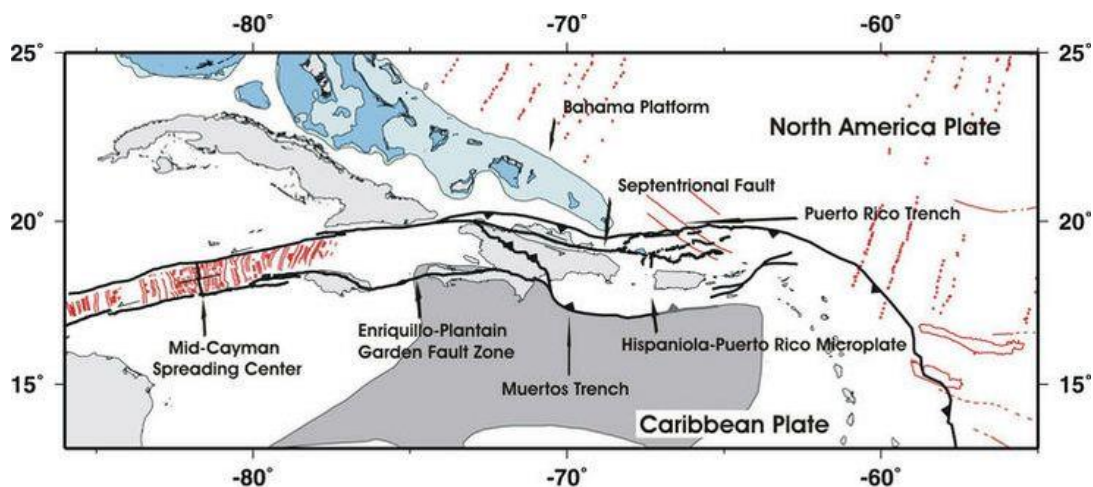 -80° -70° -60°
25° 25°
Bahama Platform
North America Plate
Septentrional Fault
Puerto Rico Trench
20° 20°
Enriquillo-Plantain
Garden Fault Zone
Mid-Cayman
Spreading Center
Hispaniola-Puerto Rico Microplate
15° 15°
Muertos Trench
Caribbean Plate
-80° -70° -60°